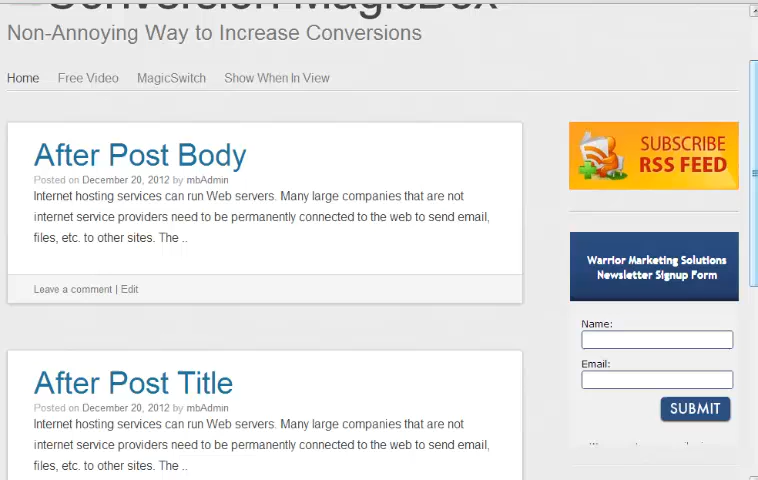 Conversion MagicBox
Non-Annoying Way to Increase Conversions
Home Free Video MagicSwitch Show When In View
After Post Body
Posted on December 20, 2012 by mbAdmin
Internet hosting services can run Web servers. Many large companies that are not
internet service providers need to be permanently connected to the web to send email,
files, etc. to other sites. The ..
Leave a comment | Edit
After Post Title
Posted on December 20, 2012 by mbAdmin
Internet hosting services can run Web servers. Many large companies that are not
internet service providers need to be permanently connected to the web to send email,
files, etc. to other sites. The ..
SUBSCRIBE
RSS FEED
Warrior Marketing Solutions
Newsletter Signup Form
Name:
Email:
SUBMIT